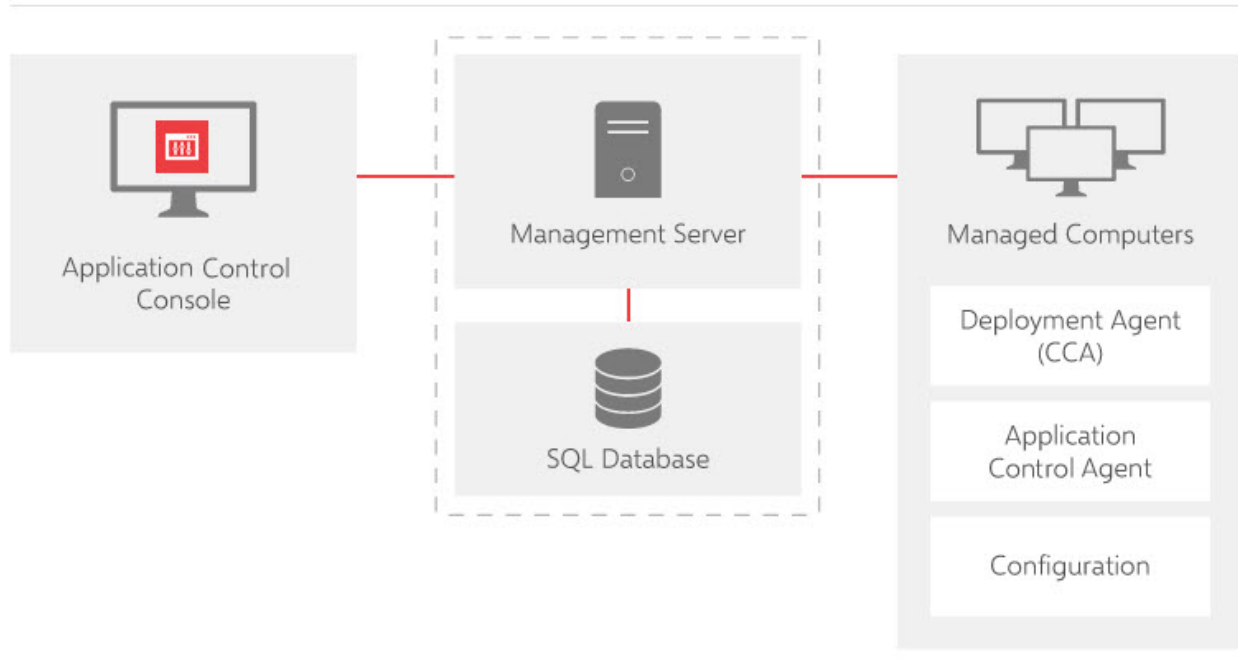 Application Control
Console
Management Server
SQL Database
Managed Computers
Deployment Agent
(CCA)
Application
Control Agent
Configuration